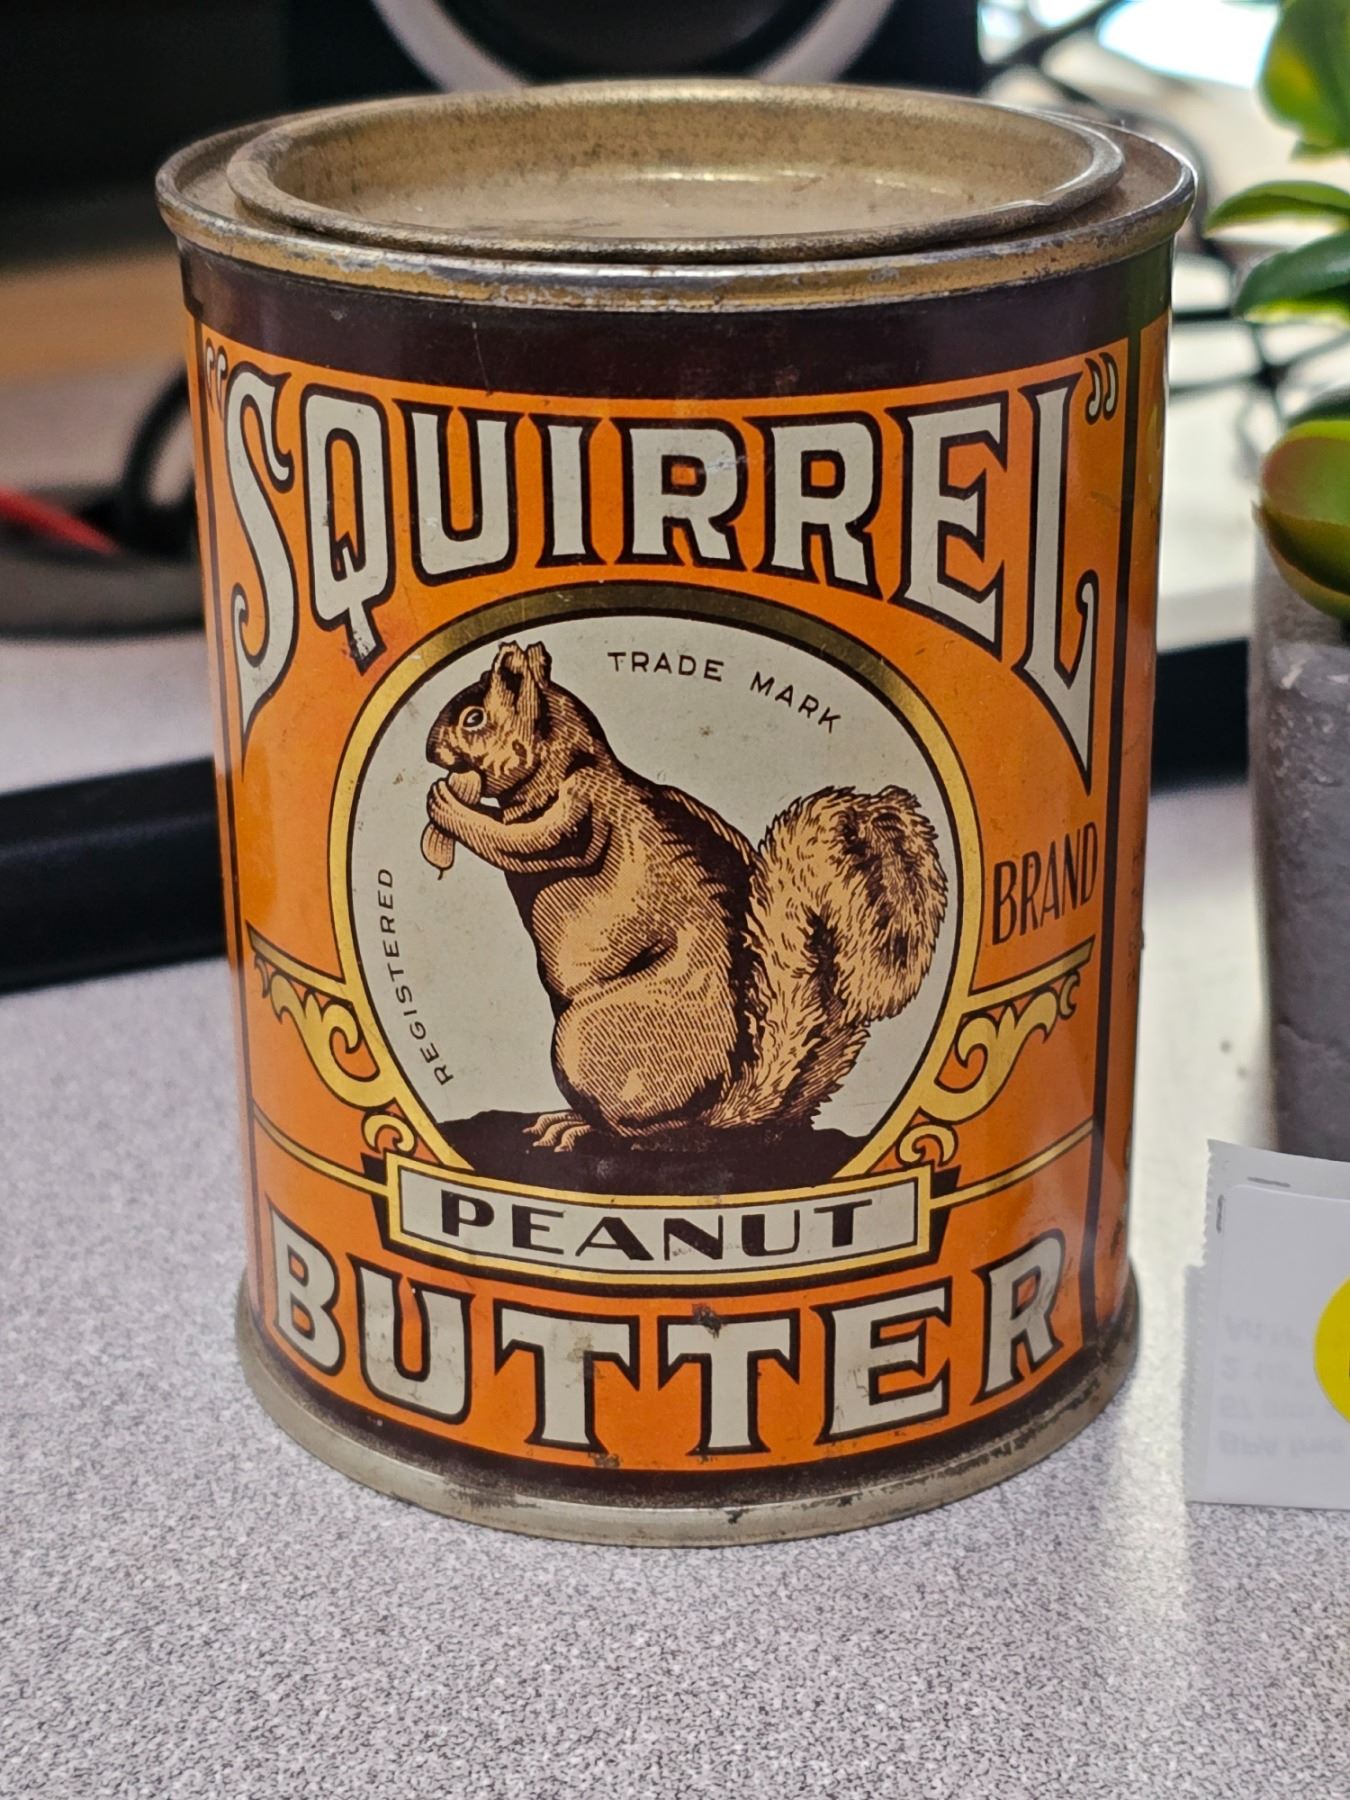 "SQUIRREL"
TRADE MARK
REGISTERED
BRAND
PEANUT
BUTTER